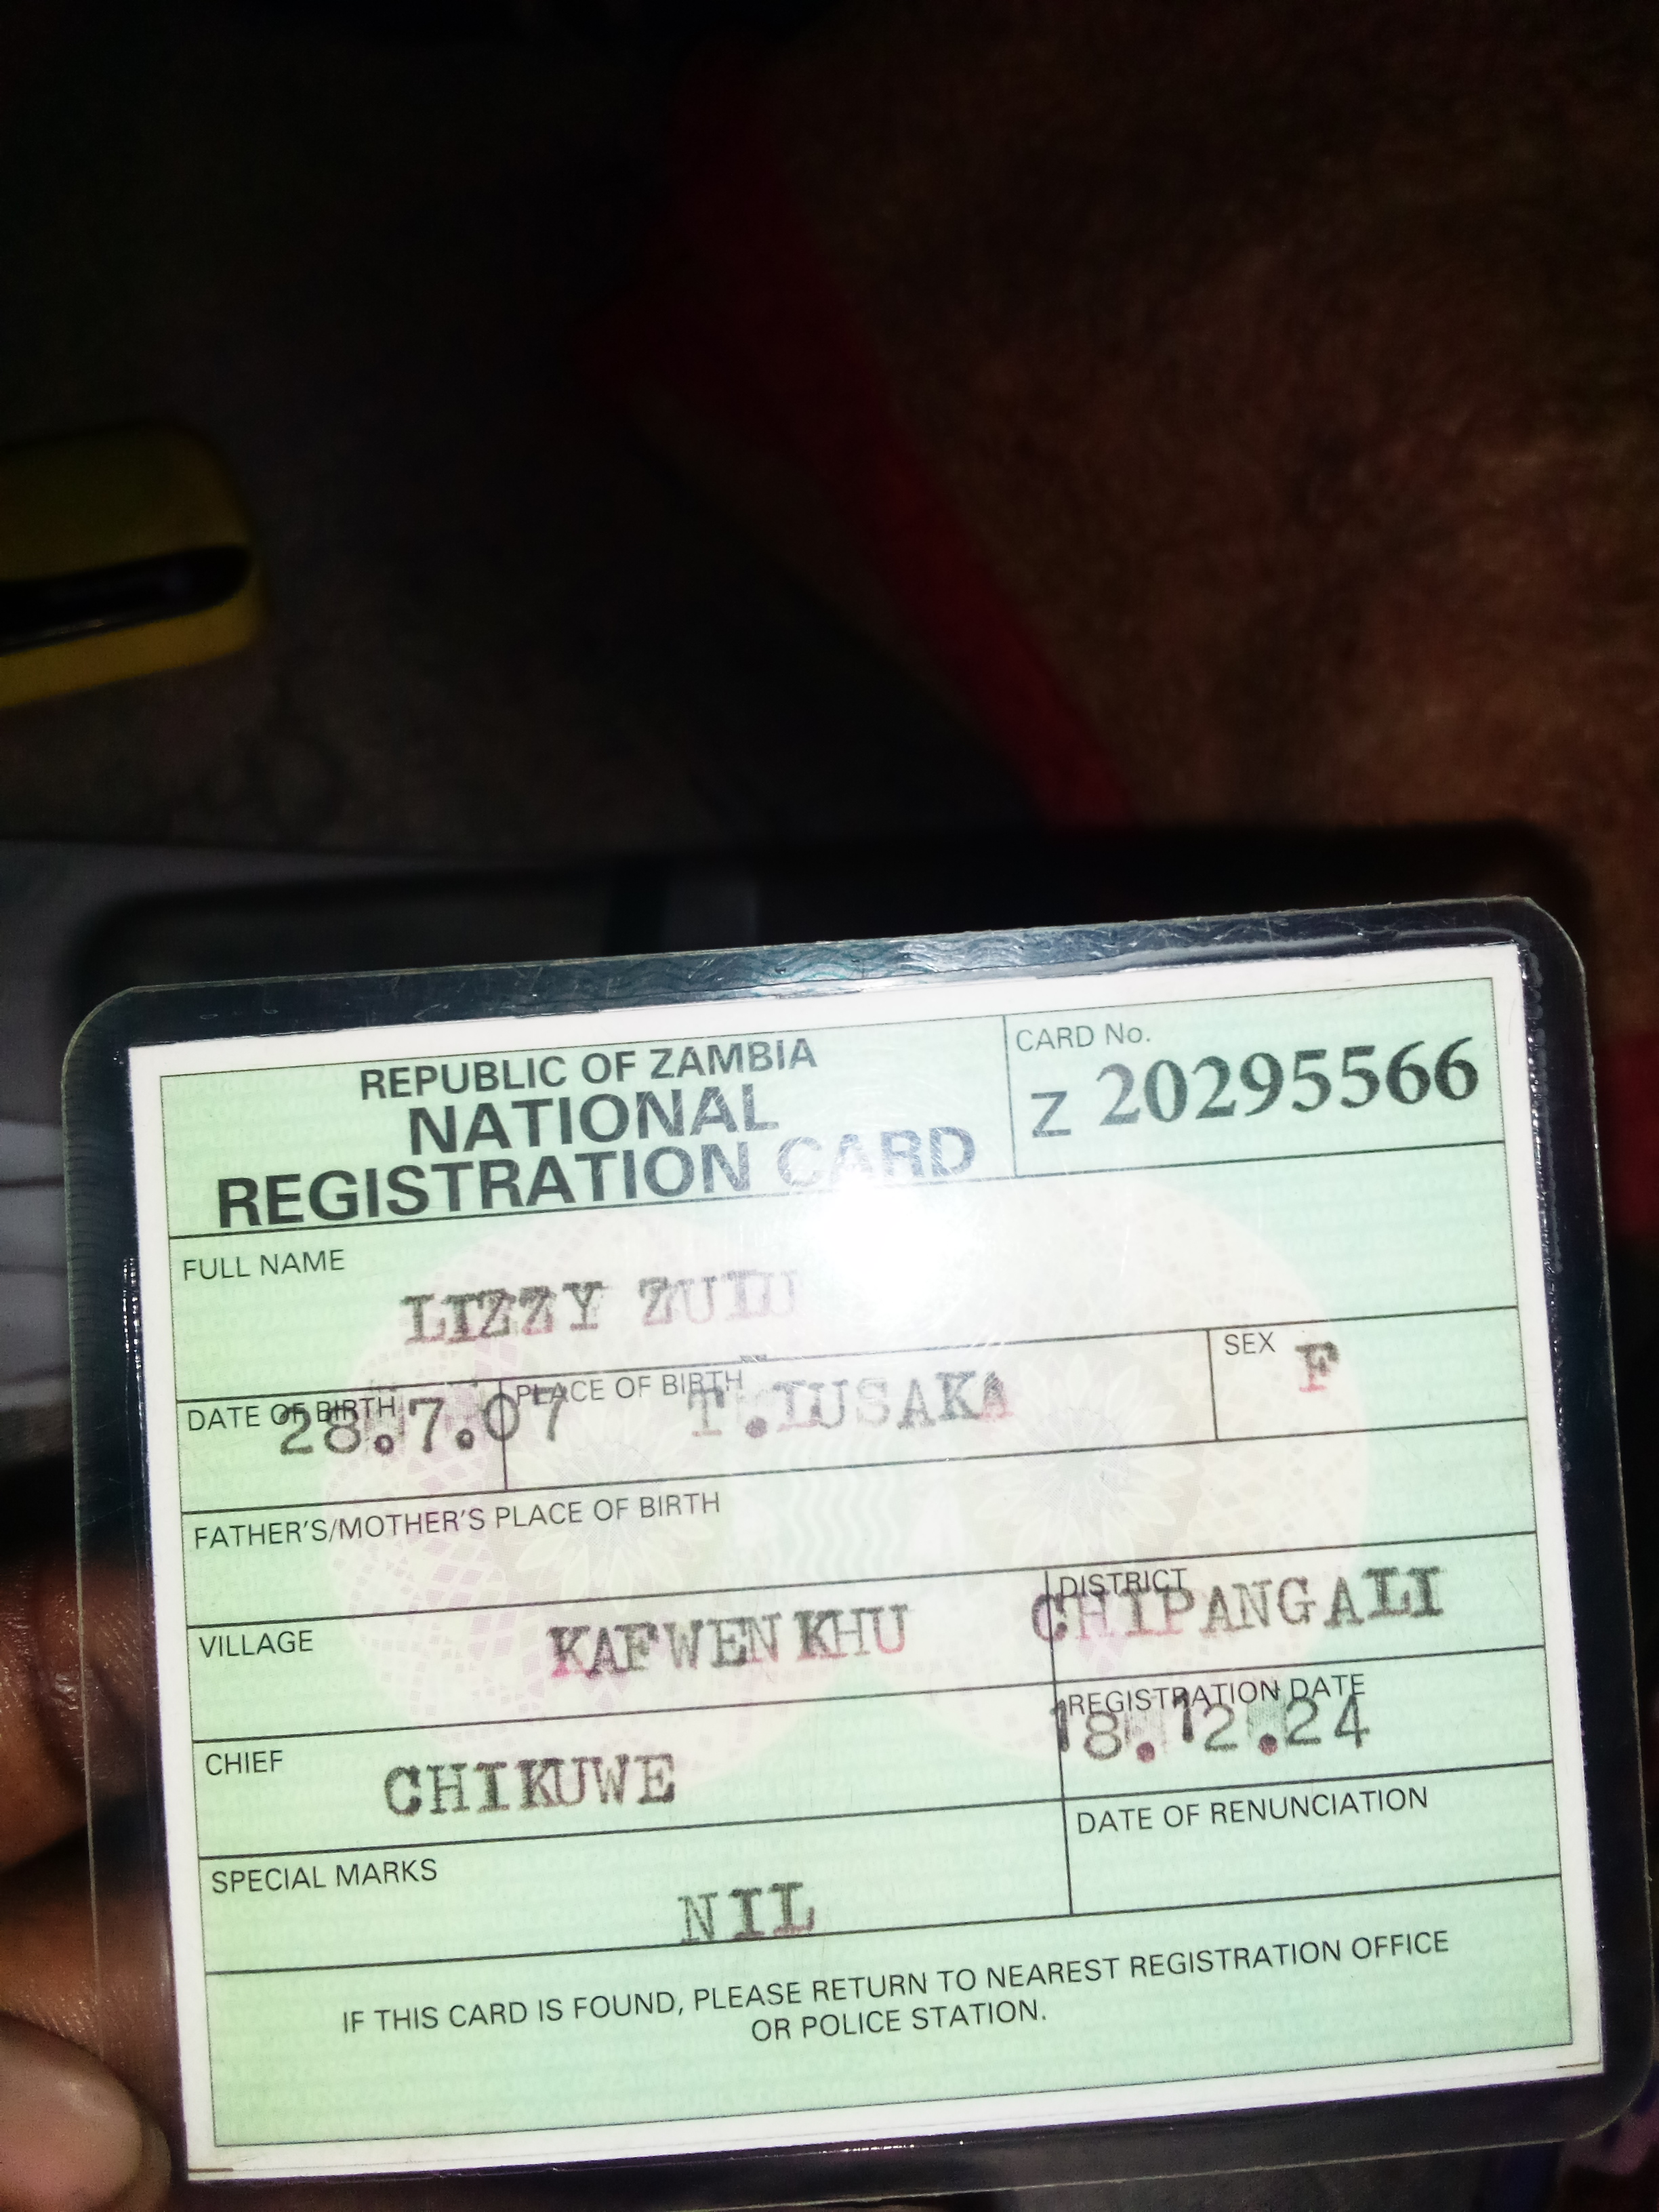 REPUBLIC OF ZAMBIA
NATIONAL
REGISTRATION CARD
CARD No.
Z 20295566
FULL NAME
LIZZY ZULU
DATE OF BIRTH
28.7.07
PLACE OF BIRTH
T.LUSAKA
SEX
F
FATHER'S/MOTHER'S PLACE OF BIRTH
VILLAGE
KAFWENKHU
DISTRICT
CHIPANGALI
CHIEF
CHIKUWE
REGISTRATION DATE
18.12.24
SPECIAL MARKS
NIL
DATE OF RENUNCIATION
IF THIS CARD IS FOUND, PLEASE RETURN TO NEAREST REGISTRATION OFFICE
OR POLICE STATION.